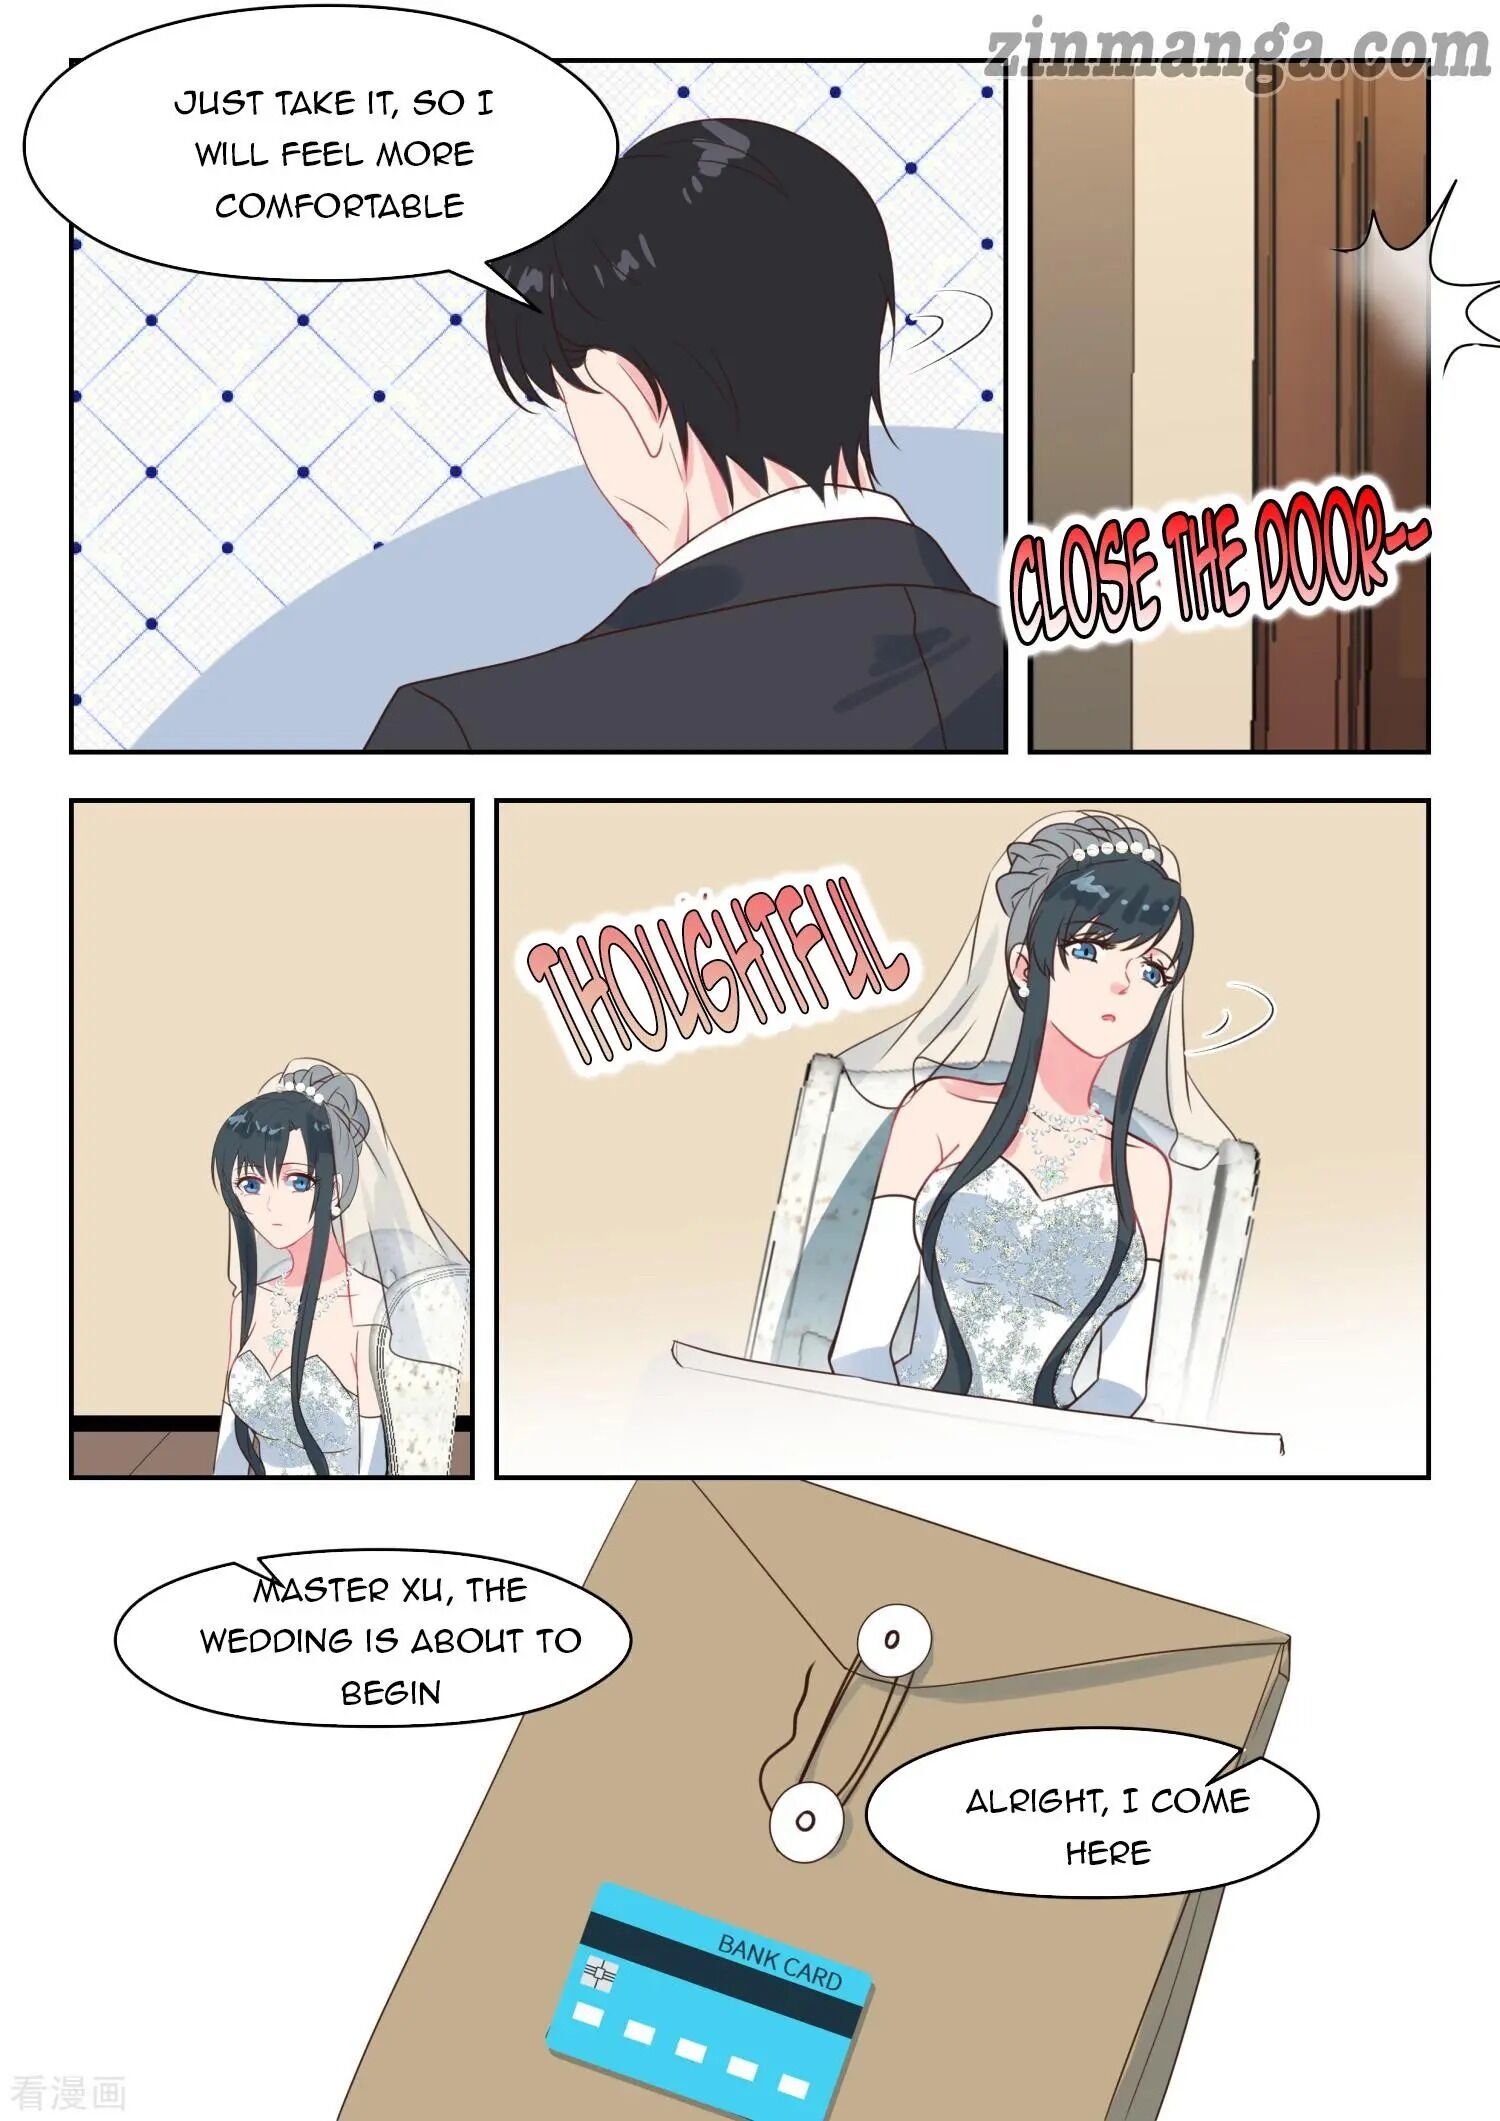 zinmanga.com
JUST TAKE IT, SO I
WILL FEEL MORE
COMFORTABLE
CLOSE THE DOOR--
THOUGHTFUL
MASTER XU, THE
WEDDING IS ABOUT TO
BEGIN
ALRIGHT, I COME
HERE
BANK CARD
看漫画